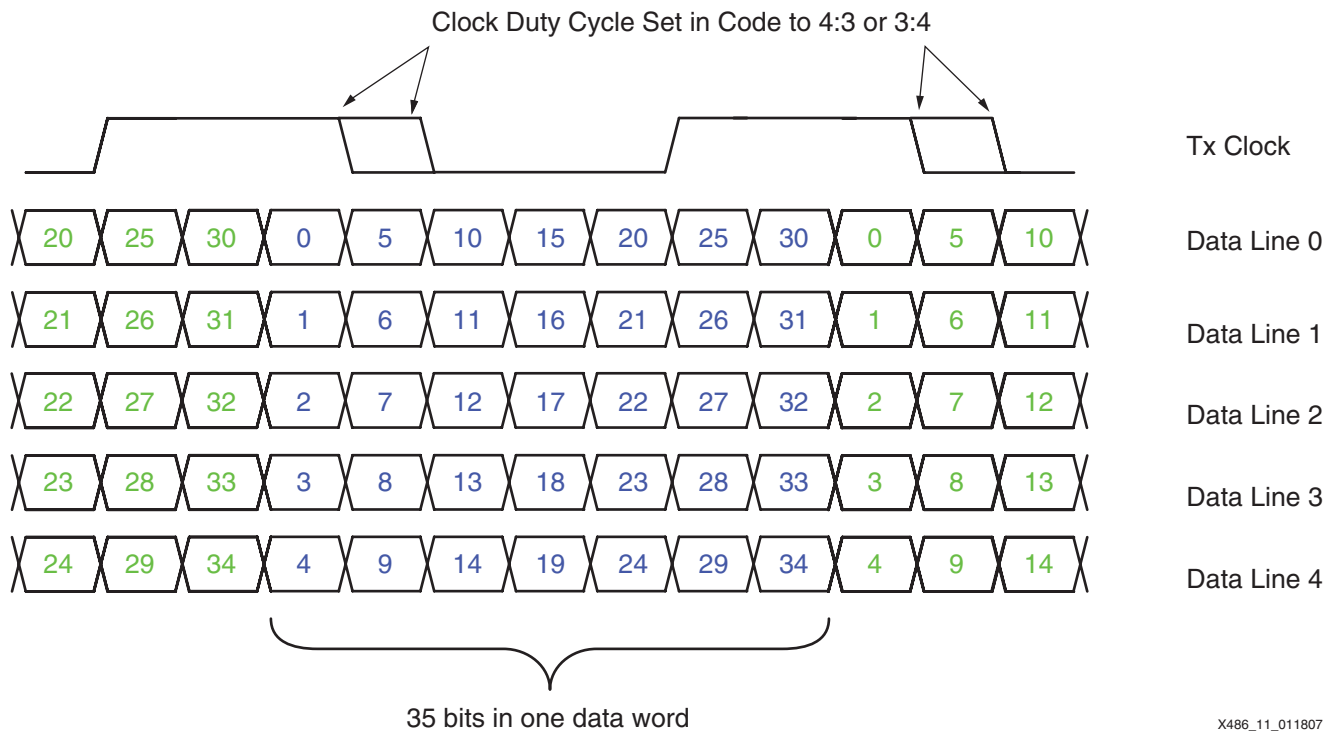 Clock Duty Cycle Set in Code to 4:3 or 3:4
Tx Clock
20 25 30 0 5 10 15 20 25 30 0 5 10 Data Line 0
21 26 31 1 6 11 16 21 26 31 1 6 11 Data Line 1
22 27 32 2 7 12 17 22 27 32 2 7 12 Data Line 2
23 28 33 3 8 13 18 23 28 33 3 8 13 Data Line 3
24 29 34 4 9 14 19 24 29 34 4 9 14 Data Line 4
35 bits in one data word
X486_11_011807